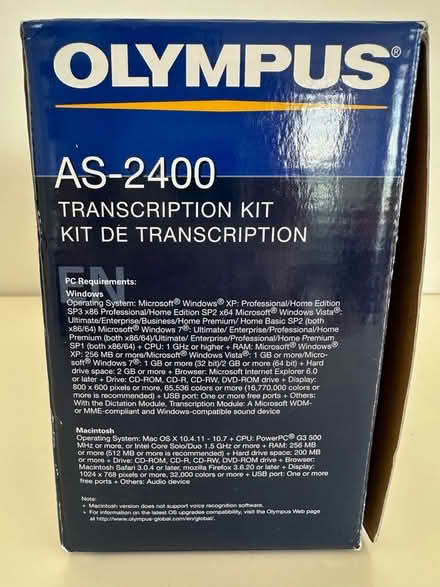 OLYMPUS®
AS-2400
TRANSCRIPTION KIT
KIT DE TRANSCRIPTION
EN
PC Requirements:
Windows
Operating System: Microsoft® Windows® XP: Professional/Home Edition
SP3 x86 Professional/Home Edition SP2 x64 Microsoft® Windows Vista®:
Ultimate/Enterprise/Business/Home Premium/ Home Basic SP2 (both
x86/64) Microsoft® Windows 7®: Ultimate/ Enterprise/Professional/Home
Premium (both x86/64)/Ultimate/ Enterprise/Professional/Home Premium
SP1 (both x86/64) • CPU: 1 GHz or higher • RAM: Microsoft® Windows®
XP: 256 MB or more/Microsoft® Windows Vista®: 1 GB or more/Micro-
soft® Windows 7®: 1 GB or more (32 bit)/2 GB or more (64 bit) • Hard
drive space: 2 GB or more • Browser: Microsoft Internet Explorer 6.0
or later • Drive: CD-ROM, CD-R, CD-RW, DVD-ROM drive • Display:
800 x 600 pixels or more, 65,536 colors or more (16,770,000 colors or
more is recommended) • USB port: One or more free ports • Others:
With the Dictation Module, Transcription Module: A Microsoft WDM-
or MME-compliant and Windows-compatible sound device
Macintosh
Operating System: Mac OS X 10.4.11 - 10.7 • CPU: PowerPC® G3 500
MHz or more, or Intel Core Solo/Duo 1.5 GHz or more • RAM: 256 MB
or more (512 MB or more is recommended) • Hard drive space: 200 MB
or more • Drive: CD-ROM, CD-R, CD-RW, DVD-ROM drive • Browser:
Macintosh Safari 3.0.4 or later, mozilla Firefox 3.6.20 or later • Display:
1024 x 768 pixels or more, 32,000 colors or more • USB port: One or more
free ports • Others: Audio device
Note:
• Macintosh version does not support voice recognition software.
• For information on the latest OS upgrades compatibility, visit the Olympus Web page
at http://www.olympus-global.com/en/global/.